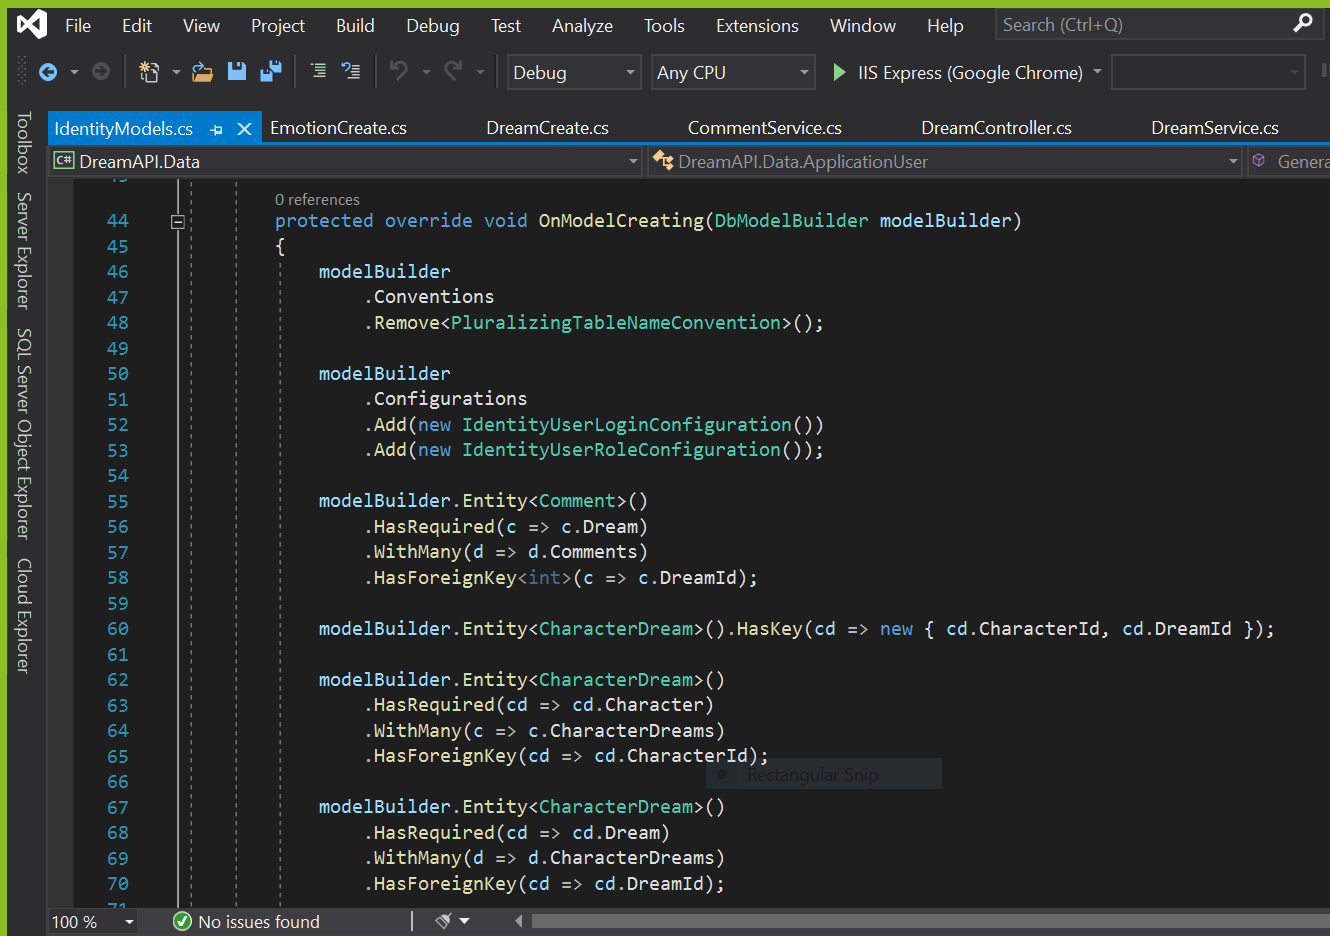 File Edit View Project Build Debug Test Analyze Tools Extensions Window Help Search (Ctrl+Q)
Debug Any CPU IIS Express (Google Chrome)
IdentityModels.cs EmotionCreate.cs DreamCreate.cs CommentService.cs DreamController.cs DreamService.cs
C# DreamAPI.Data DreamAPI.Data.ApplicationUser Genera
Toolbox
Server Explorer
SQL Server Object Explorer
Cloud Explorer
0 references
44 protected override void OnModelCreating(DbModelBuilder modelBuilder)
45 {
46 modelBuilder
47 .Conventions
48 .Remove<PluralizingTableNameConvention>();
49
50 modelBuilder
51 .Configurations
52 .Add(new IdentityUserLoginConfiguration())
53 .Add(new IdentityUserRoleConfiguration());
54
55 modelBuilder.Entity<Comment>()
56 .HasRequired(c => c.Dream)
57 .WithMany(d => d.Comments)
58 .HasForeignKey<int>(c => c.DreamId);
59
60 modelBuilder.Entity<CharacterDream>().HasKey(cd => new { cd.CharacterId, cd.DreamId });
61
62 modelBuilder.Entity<CharacterDream>()
63 .HasRequired(cd => cd.Character)
64 .WithMany(c => c.CharacterDreams)
65 .HasForeignKey(cd => cd.CharacterId);
Rectangular Snip
66
67 modelBuilder.Entity<CharacterDream>()
68 .HasRequired(cd => cd.Dream)
69 .WithMany(d => d.CharacterDreams)
70 .HasForeignKey(cd => cd.DreamId);
100 % No issues found